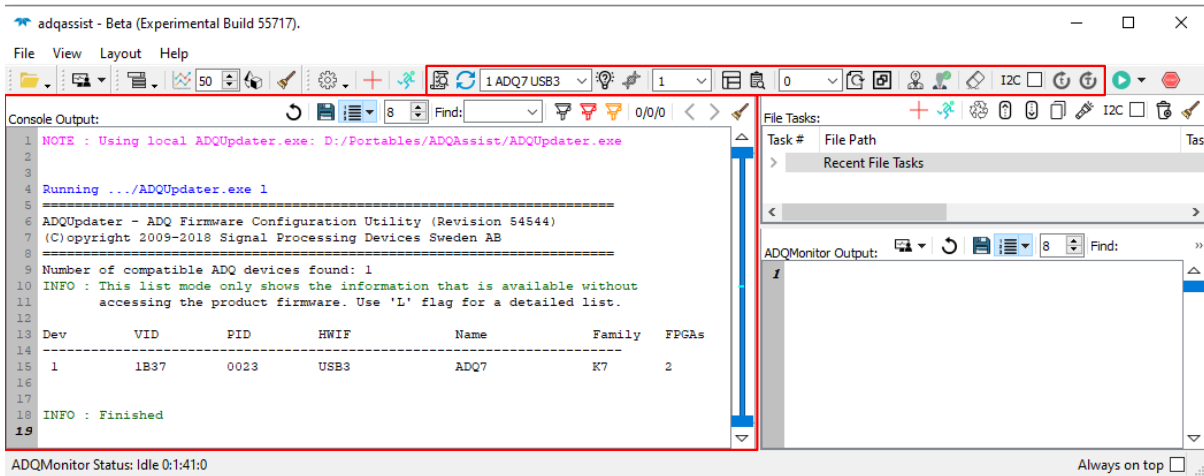 adqassist - Beta (Experimental Build 55717).
File View Layout Help
50 1 ADQ7 USB3 1 0 I2C
Console Output: 8 Find: 0/0/0
1 NOTE : Using local ADQUpdater.exe: D:/Portables/ADQAssist/ADQUpdater.exe
2
3
4 Running .../ADQUpdater.exe l
5 ======================================================================
6 ADQUpdater - ADQ Firmware Configuration Utility (Revision 54544)
7 (C)opyright 2009-2018 Signal Processing Devices Sweden AB
8 ======================================================================
9 Number of compatible ADQ devices found: 1
10 INFO : This list mode only shows the information that is available without
11 accessing the product firmware. Use 'L' flag for a detailed list.
12
13 Dev VID PID HWIF Name Family FPGAs
14 -----------------------------------------------------------------------
15 1 1B37 0023 USB3 ADQ7 K7 2
16
17
18 INFO : Finished
19
File Tasks: I2C
Task # File Path Tas
Recent File Tasks
ADQMonitor Output: 8 Find: »
1
ADQMonitor Status: Idle 0:1:41:0 Always on top